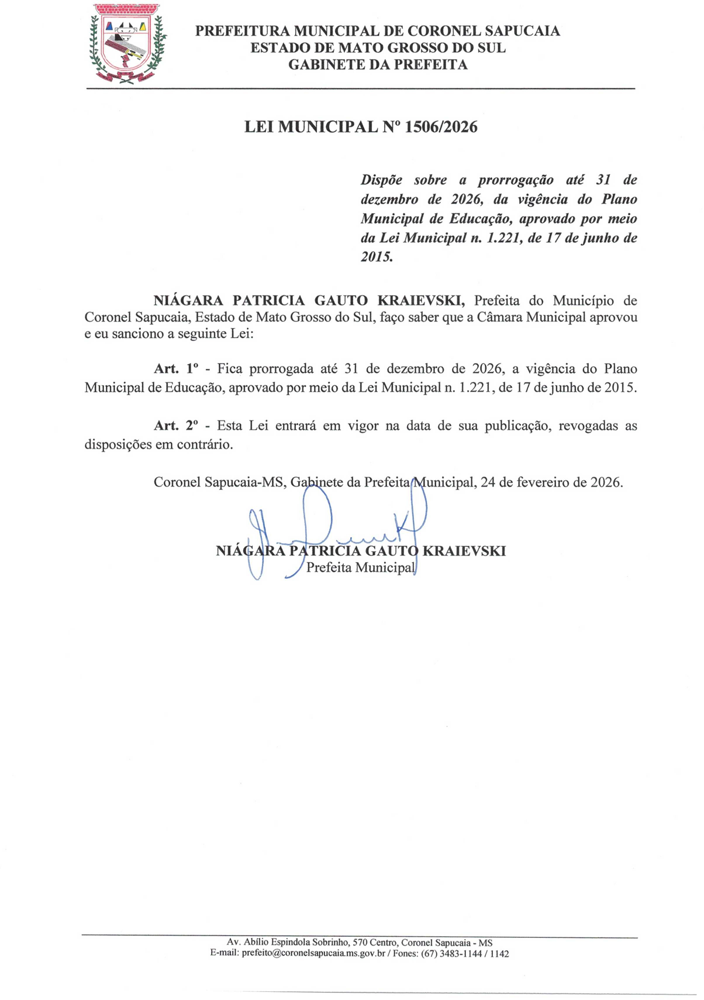 PREFEITURA MUNICIPAL DE CORONEL SAPUCAIA
ESTADO DE MATO GROSSO DO SUL
GABINETE DA PREFEITA
LEI MUNICIPAL Nº 1506/2026
Dispõe sobre a prorrogação até 31 de
dezembro de 2026, da vigência do Plano
Municipal de Educação, aprovado por meio
da Lei Municipal n. 1.221, de 17 de junho de
2015.
NIÁGARA PATRICIA GAUTO KRAIEVSKI, Prefeita do Município de
Coronel Sapucaia, Estado de Mato Grosso do Sul, faço saber que a Câmara Municipal aprovou
e eu sanciono a seguinte Lei:
Art. 1º - Fica prorrogada até 31 de dezembro de 2026, a vigência do Plano
Municipal de Educação, aprovado por meio da Lei Municipal n. 1.221, de 17 de junho de 2015.
Art. 2º - Esta Lei entrará em vigor na data de sua publicação, revogadas as
disposições em contrário.
Coronel Sapucaia-MS, Gabinete da Prefeita Municipal, 24 de fevereiro de 2026.
NIÁGARA PATRICIA GAUTO KRAIEVSKI
Prefeita Municipal
Av. Abílio Espindola Sobrinho, 570 Centro, Coronel Sapucaia - MS
E-mail: prefeito@coronelsapucaia.ms.gov.br / Fones: (67) 3483-1144 / 1142